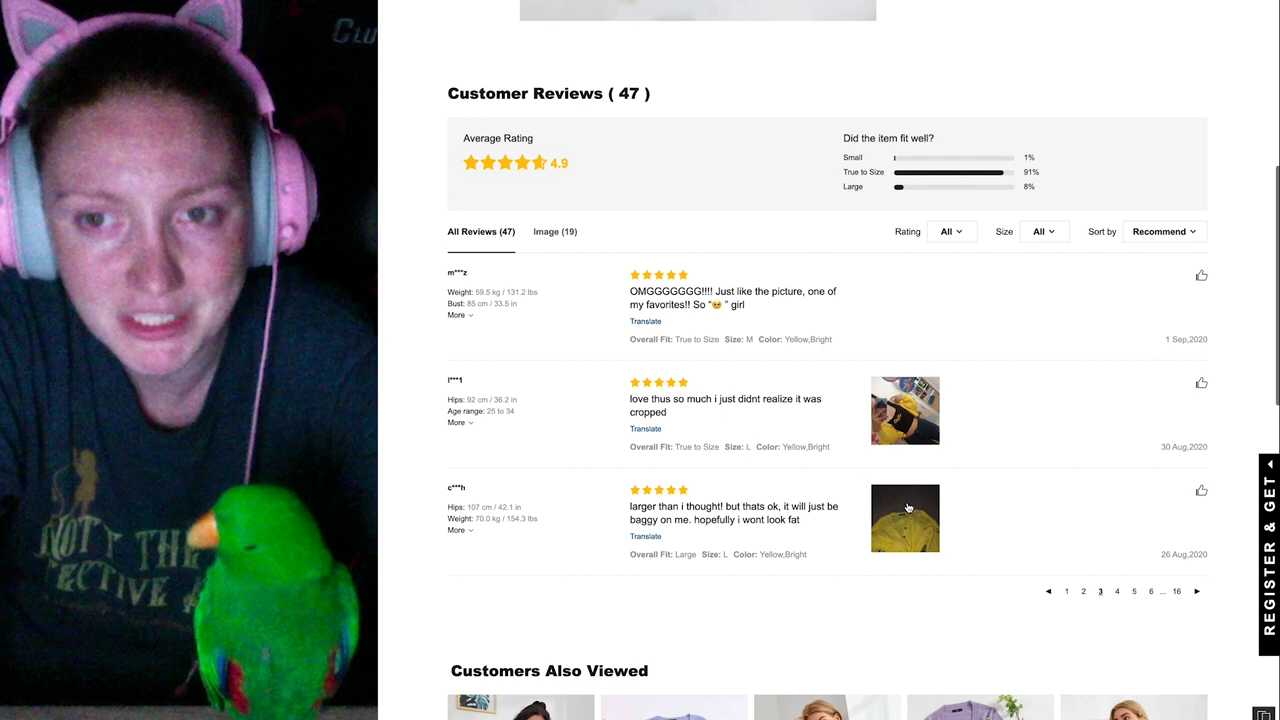 Customer Reviews ( 47 )
Average Rating
4.9
Did the item fit well?
Small 1%
True to Size 91%
Large 8%
All Reviews (47) Image (19)
Rating All Size All Sort by Recommend
m***z
Weight: 59.5 kg / 131.2 lbs
Bust: 85 cm / 33.5 in
More
OMGGGGGGG!!!! Just like the picture, one of
my favorites!! So “🥺 ” girl
Translate
Overall Fit: True to Size Size: M Color: Yellow,Bright
1 Sep,2020
l***1
Hips: 92 cm / 36.2 in
Age range: 25 to 34
More
love thus so much i just didnt realize it was
cropped
Translate
Overall Fit: True to Size Size: L Color: Yellow,Bright
30 Aug,2020
c***h
Hips: 107 cm / 42.1 in
Weight: 70.0 kg / 154.3 lbs
More
larger than i thought! but thats ok, it will just be
baggy on me. hopefully i wont look fat
Translate
Overall Fit: Large Size: L Color: Yellow,Bright
26 Aug,2020
◄ 1 2 3 4 5 6 ... 16 ►
Customers Also Viewed
REGISTER & GET